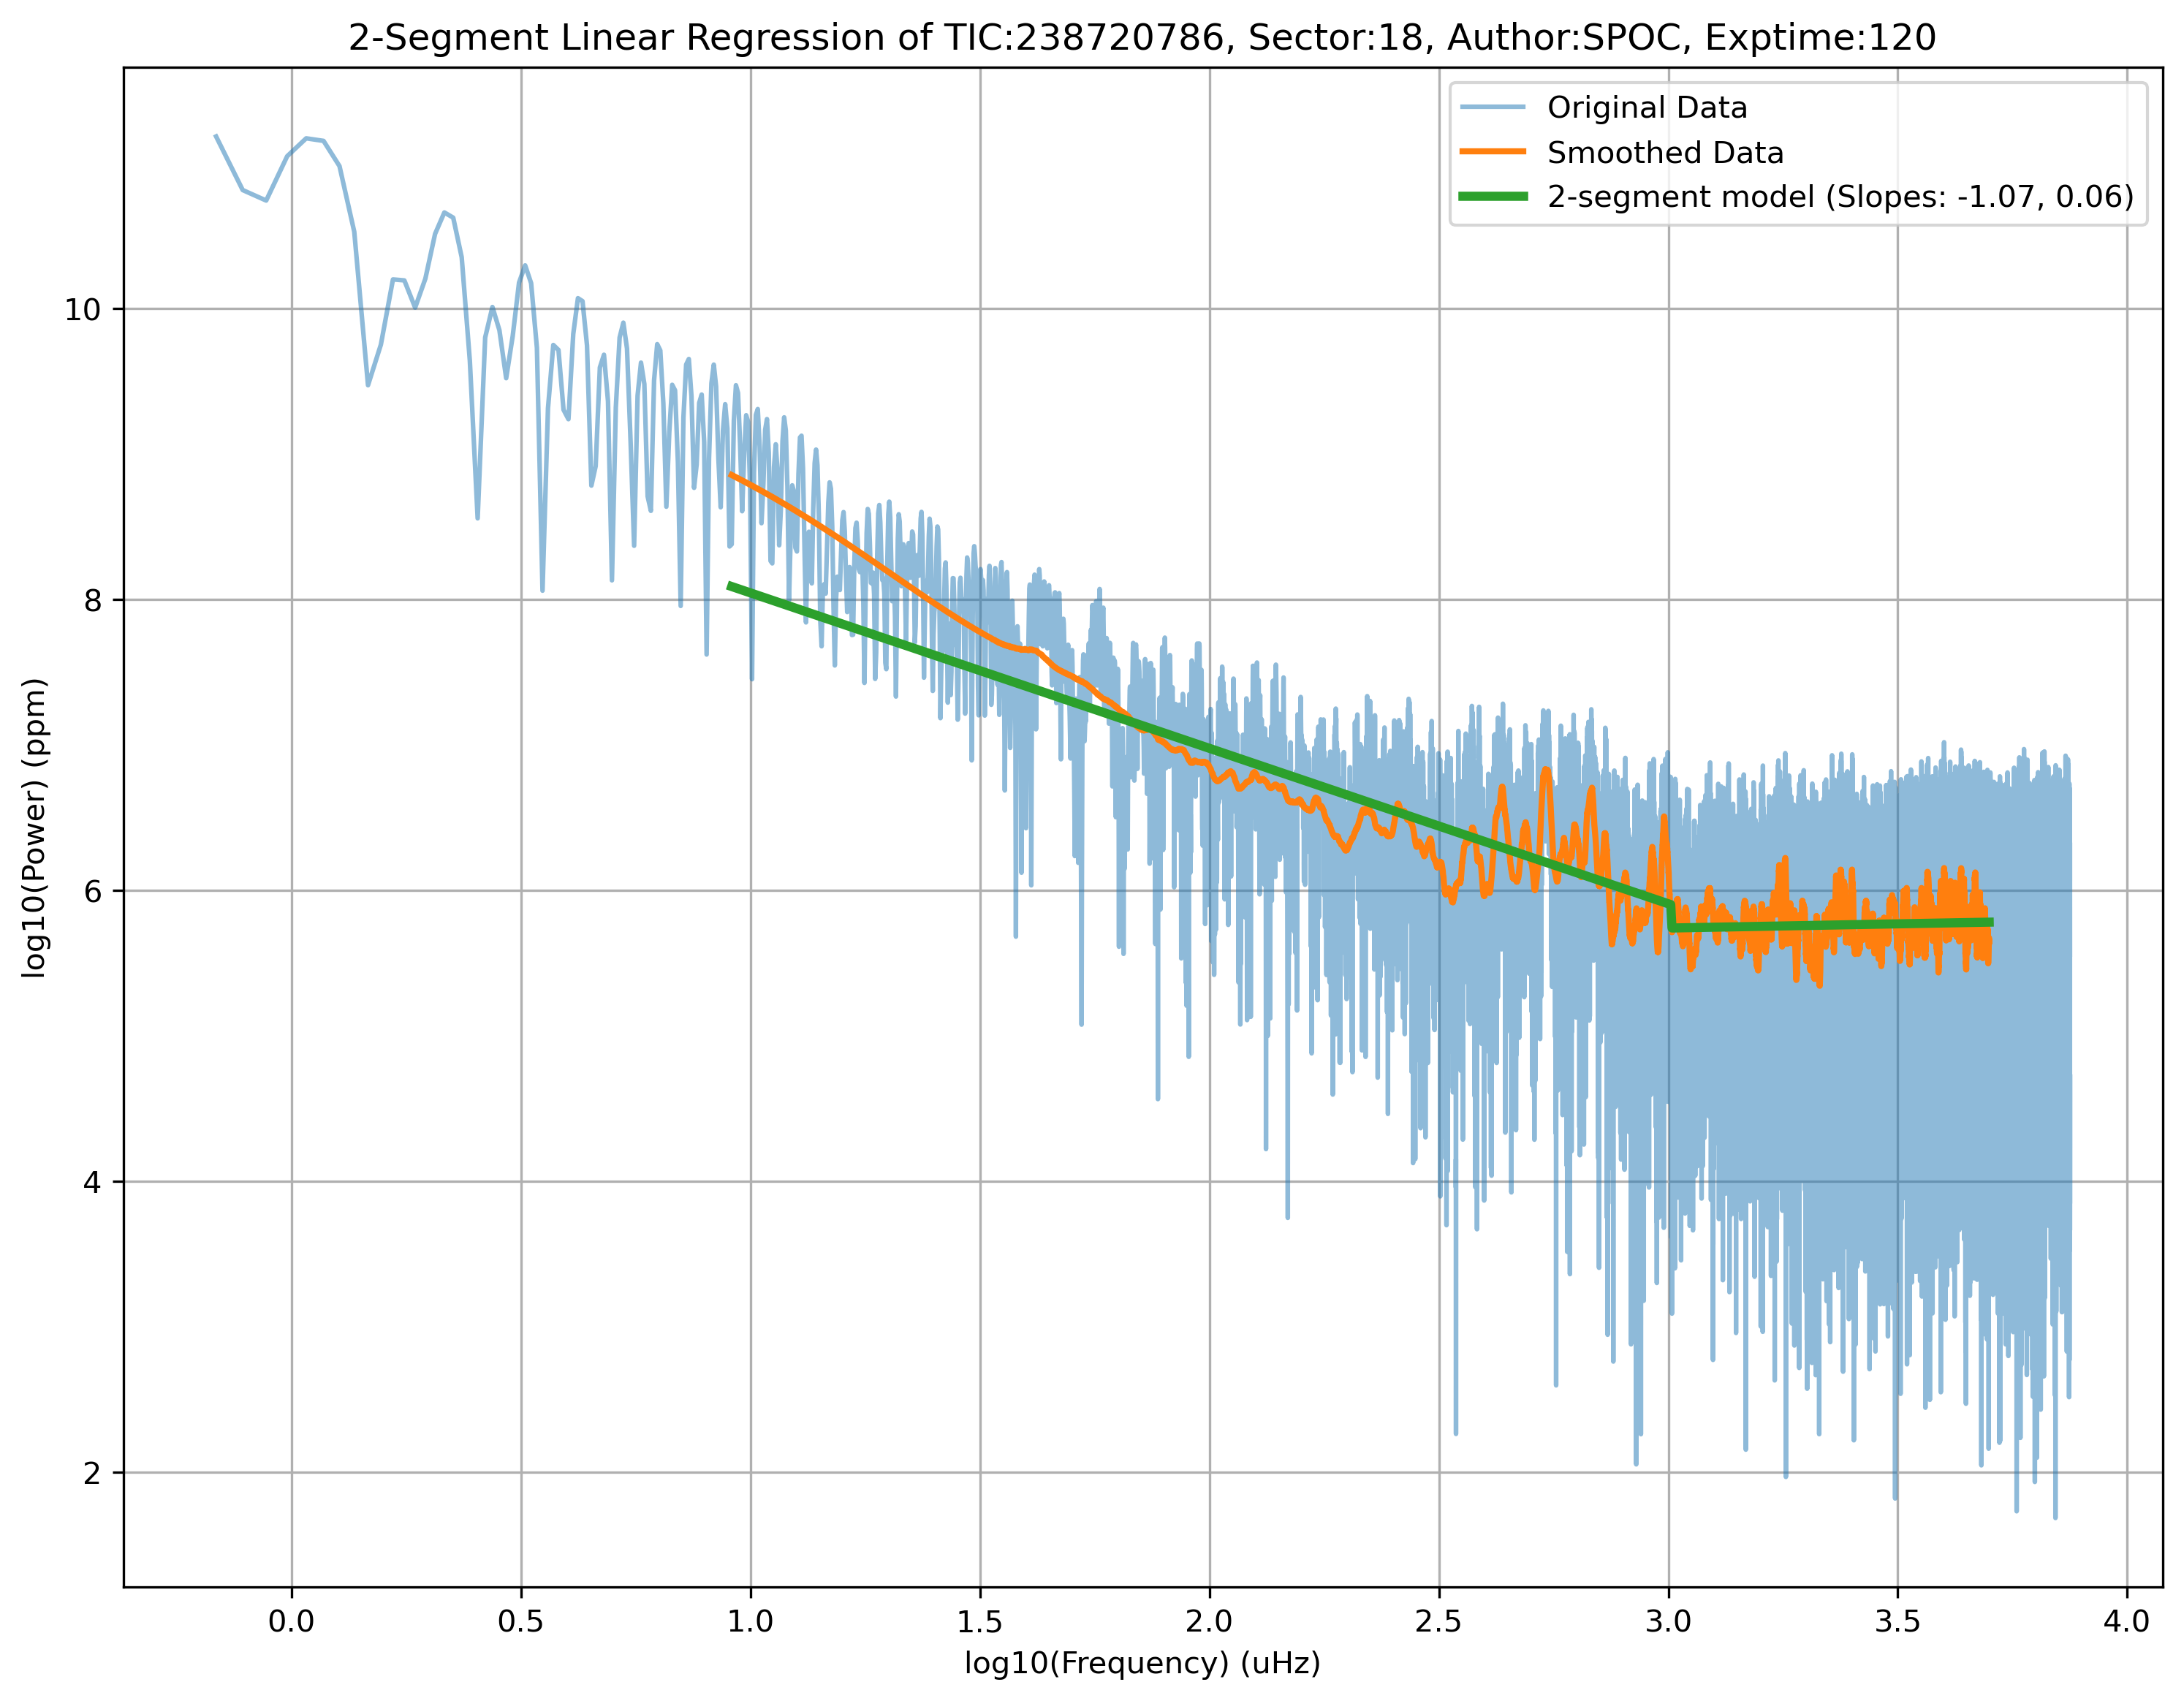 2-Segment Linear Regression of TIC:238720786, Sector:18, Author:SPOC, Exptime:120
Original Data
Smoothed Data
2-segment model (Slopes: -1.07, 0.06)
log10(Power) (ppm)
10
8
6
4
2
0.0 0.5 1.0 1.5 2.0 2.5 3.0 3.5 4.0
log10(Frequency) (uHz)